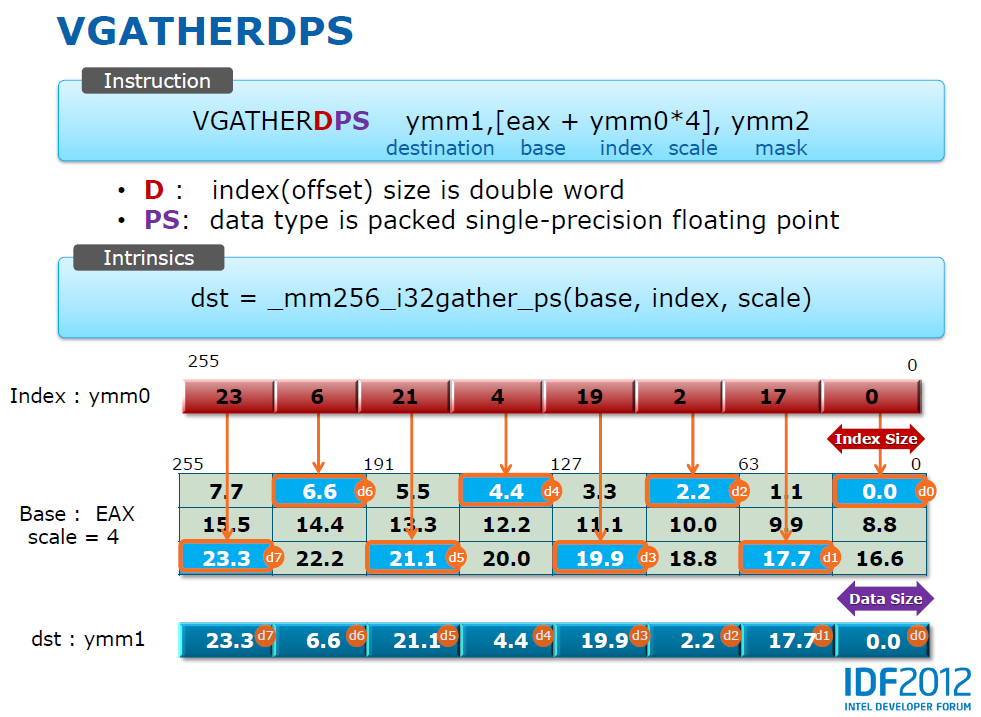 VGATHERDPS
Instruction
VGATHERDPS ymm1,[eax + ymm0*4], ymm2
destination base index scale mask
• D : index(offset) size is double word
• PS: data type is packed single-precision floating point
Intrinsics
dst = _mm256_i32gather_ps(base, index, scale)
255 0
Index : ymm0 23 6 21 4 19 2 17 0
Index Size
255 191 127 63 0
7.7 6.6 d6 5.5 4.4 d4 3.3 2.2 d2 1.1 0.0 d0
Base : EAX
scale = 4
15.5 14.4 13.3 12.2 11.1 10.0 9.9 8.8
23.3 d7 22.2 21.1 d5 20.0 19.9 d3 18.8 17.7 d1 16.6
Data Size
dst : ymm1 23.3 d7 6.6 d6 21.1 d5 4.4 d4 19.9 d3 2.2 d2 17.7 d1 0.0 d0
IDF2012
INTEL DEVELOPER FORUM